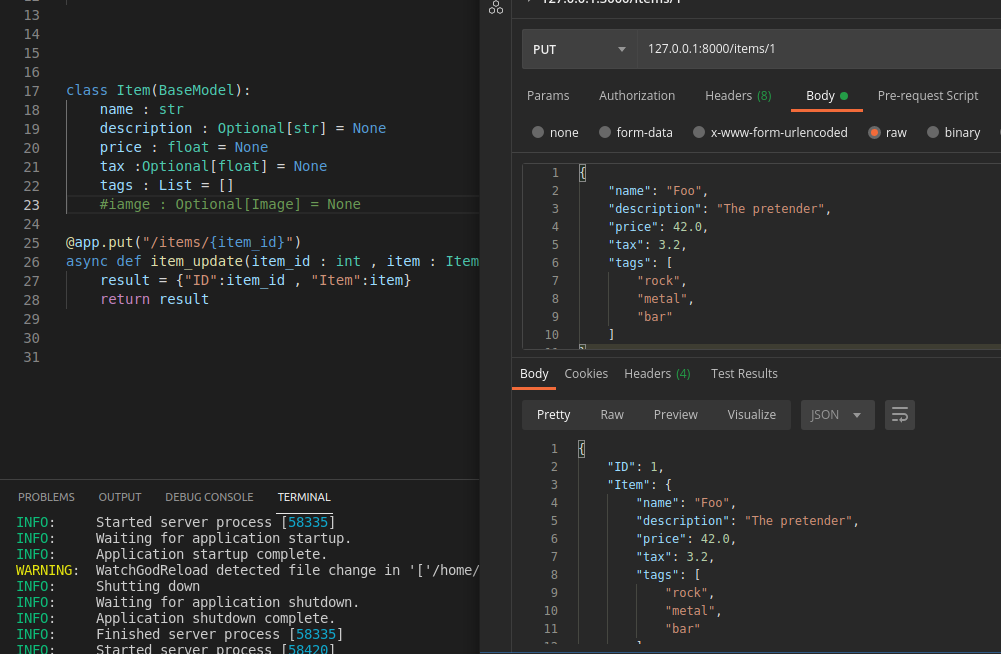 13
14
15
16
17 class Item(BaseModel):
18 name : str
19 description : Optional[str] = None
20 price : float = None
21 tax :Optional[float] = None
22 tags : List = []
23 #iamge : Optional[Image] = None
24
25 @app.put("/items/{item_id}")
26 async def item_update(item_id : int , item : Item
27 result = {"ID":item_id , "Item":item}
28 return result
29
30
31
PROBLEMS OUTPUT DEBUG CONSOLE TERMINAL
INFO: Started server process [58335]
INFO: Waiting for application startup.
INFO: Application startup complete.
WARNING: WatchGodReload detected file change in '['/home/
INFO: Shutting down
INFO: Waiting for application shutdown.
INFO: Application shutdown complete.
INFO: Finished server process [58335]
INFO: Started server process [58420]
PUT 127.0.0.1:8000/items/1
Params Authorization Headers (8) Body Pre-request Script
none form-data x-www-form-urlencoded raw binary
1 {
2 "name": "Foo",
3 "description": "The pretender",
4 "price": 42.0,
5 "tax": 3.2,
6 "tags": [
7 "rock",
8 "metal",
9 "bar"
10 ]
Body Cookies Headers (4) Test Results
Pretty Raw Preview Visualize JSON
1 {
2 "ID": 1,
3 "Item": {
4 "name": "Foo",
5 "description": "The pretender",
6 "price": 42.0,
7 "tax": 3.2,
8 "tags": [
9 "rock",
10 "metal",
11 "bar"